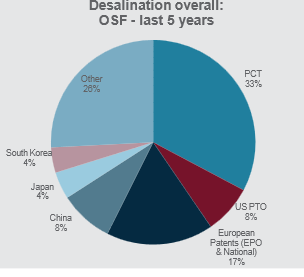 Desalination overall:
OSF - last 5 years
Other
26%
PCT
33%
South Korea
4%
Japan
4%
China
8%
US PTO
8%
European
Patents (EPO
& National)
17%